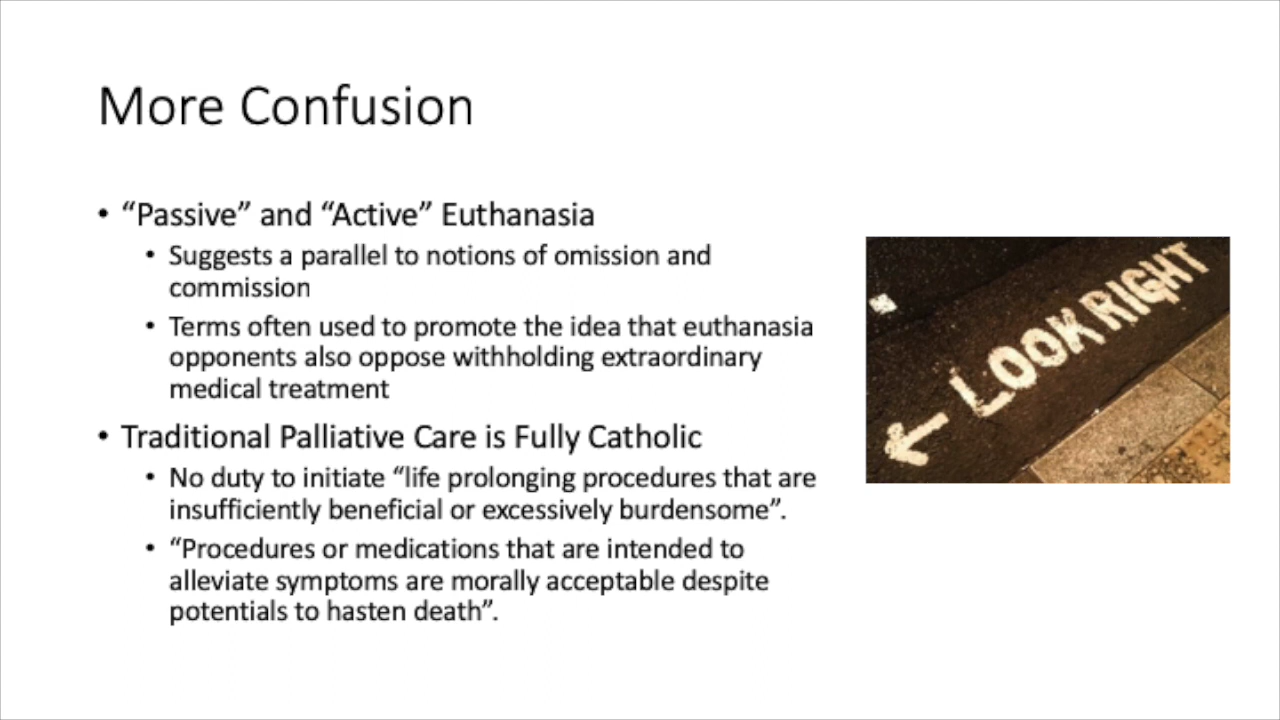 More Confusion
• “Passive” and “Active” Euthanasia
• Suggests a parallel to notions of omission and
commission
• Terms often used to promote the idea that euthanasia
opponents also oppose withholding extraordinary
medical treatment
• Traditional Palliative Care is Fully Catholic
• No duty to initiate “life prolonging procedures that are
insufficiently beneficial or excessively burdensome”.
• “Procedures or medications that are intended to
alleviate symptoms are morally acceptable despite
potentials to hasten death”.
LOOK RIGHT